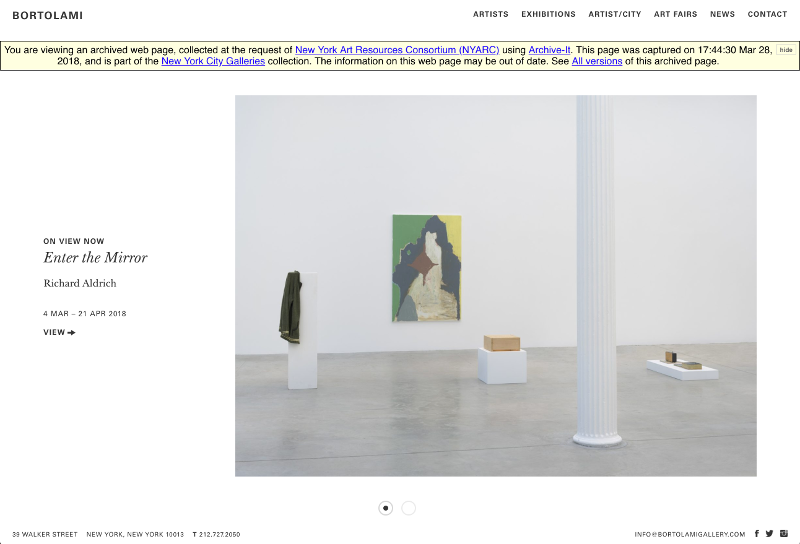 BORTOLAMI
ARTISTS EXHIBITIONS ARTIST/CITY ART FAIRS NEWS CONTACT
You are viewing an archived web page, collected at the request of New York Art Resources Consortium (NYARC) using Archive-It. This page was captured on 17:44:30 Mar 28, hide
2018, and is part of the New York City Galleries collection. The information on this web page may be out of date. See All versions of this archived page.
ON VIEW NOW
Enter the Mirror
Richard Aldrich
4 MAR – 21 APR 2018
VIEW
39 WALKER STREET NEW YORK, NEW YORK 10013 T 212.727.2050 INFO@BORTOLAMIGALLERY.COM